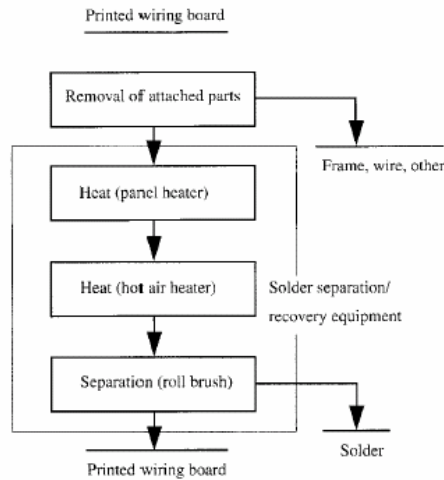 Printed wiring board
Removal of attached parts
Frame, wire, other
Heat (panel heater)
Heat (hot air heater)
Solder separation/
recovery equipment
Separation (roll brush)
Solder
Printed wiring board